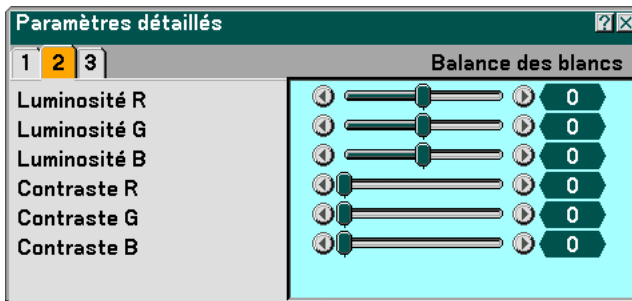 Paramètres détaillés ?
1 2 3 Balance des blancs
Luminosité R 0
Luminosité G 0
Luminosité B 0
Contraste R 0
Contraste G 0
Contraste B 0